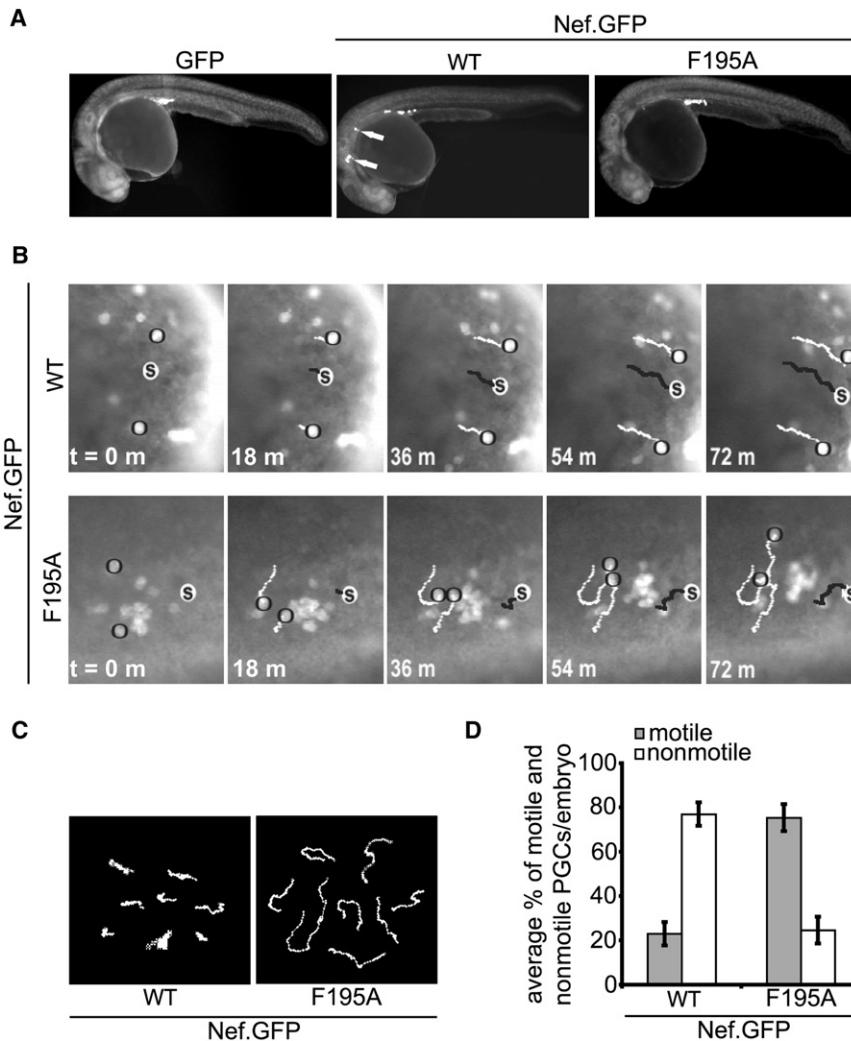 A
Nef.GFP
GFP
WT
F195A
B
Nef.GFP
WT
S
S
S
S
S
t = 0 m
18 m
36 m
54 m
72 m
F195A
S
S
S
S
S
t = 0 m
18 m
36 m
54 m
72 m
C
WT
F195A
Nef.GFP
D
motile
nonmotile
average % of motile and
nonmotile PGCs/embryo
100
80
60
40
20
0
WT
F195A
Nef.GFP